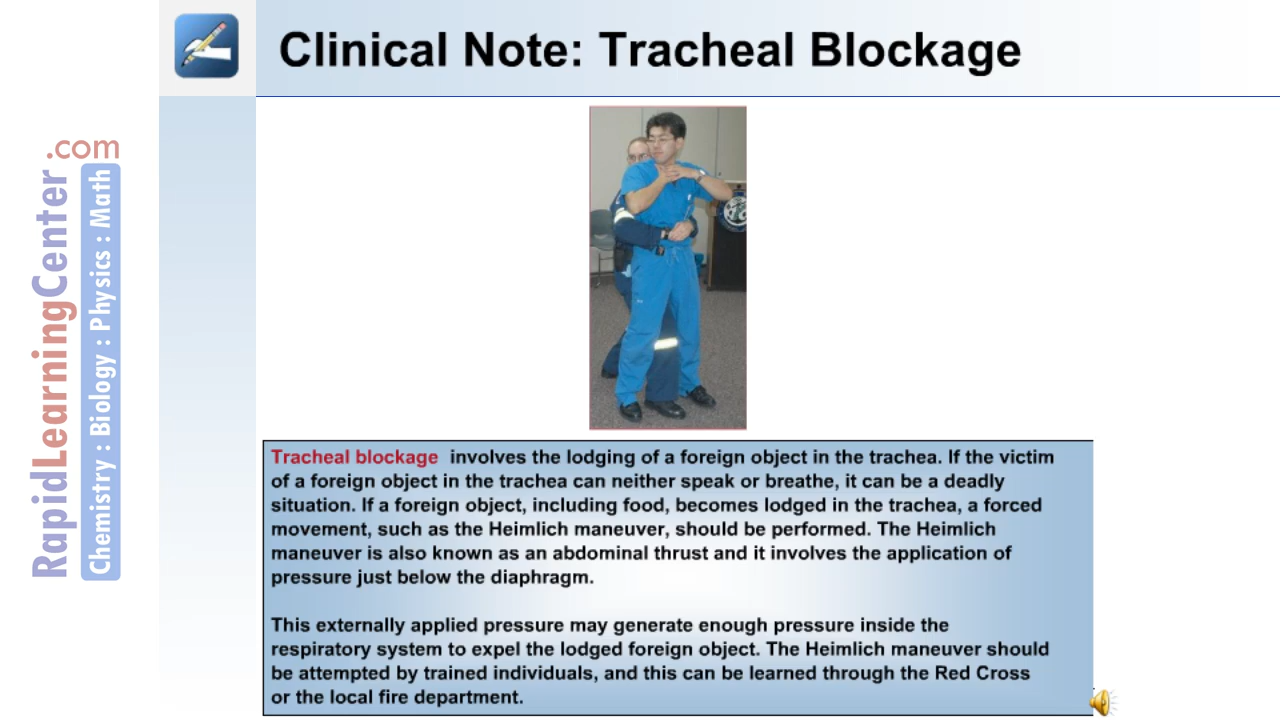 Clinical Note: Tracheal Blockage
RapidLearningCenter.com
Chemistry : Biology : Physics : Math
Tracheal blockage involves the lodging of a foreign object in the trachea. If the victim
of a foreign object in the trachea can neither speak or breathe, it can be a deadly
situation. If a foreign object, including food, becomes lodged in the trachea, a forced
movement, such as the Heimlich maneuver, should be performed. The Heimlich
maneuver is also known as an abdominal thrust and it involves the application of
pressure just below the diaphragm.
This externally applied pressure may generate enough pressure inside the
respiratory system to expel the lodged foreign object. The Heimlich maneuver should
be attempted by trained individuals, and this can be learned through the Red Cross
or the local fire department.